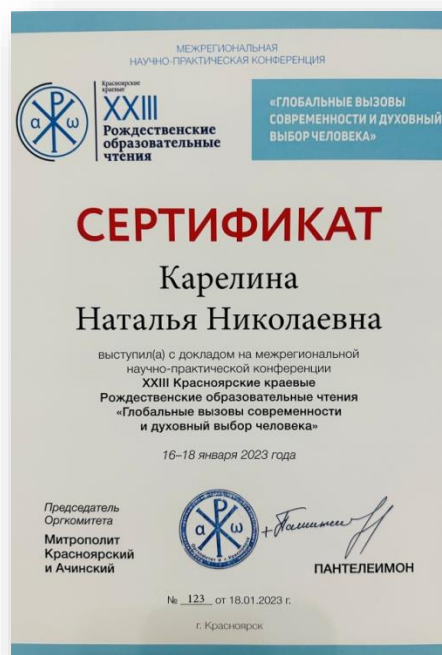 МЕЖРЕГИОНАЛЬНАЯ
НАУЧНО-ПРАКТИЧЕСКАЯ КОНФЕРЕНЦИЯ
Красноярские
краевые
XXIII
Рождественские
образовательные
чтения
«ГЛОБАЛЬНЫЕ ВЫЗОВЫ
СОВРЕМЕННОСТИ И ДУХОВНЫЙ
ВЫБОР ЧЕЛОВЕКА»
СЕРТИФИКАТ
Карелина
Наталья Николаевна
выступил(а) с докладом на межрегиональной
научно-практической конференции
XXIII Красноярские краевые
Рождественские образовательные чтения
«Глобальные вызовы современности
и духовный выбор человека»
16–18 января 2023 года
Председатель
Оргкомитета
Митрополит
Красноярский
и Ачинский
α ω
ПАНТЕЛЕИМОН
№ 123 от 18.01.2023 г.
г. Красноярск